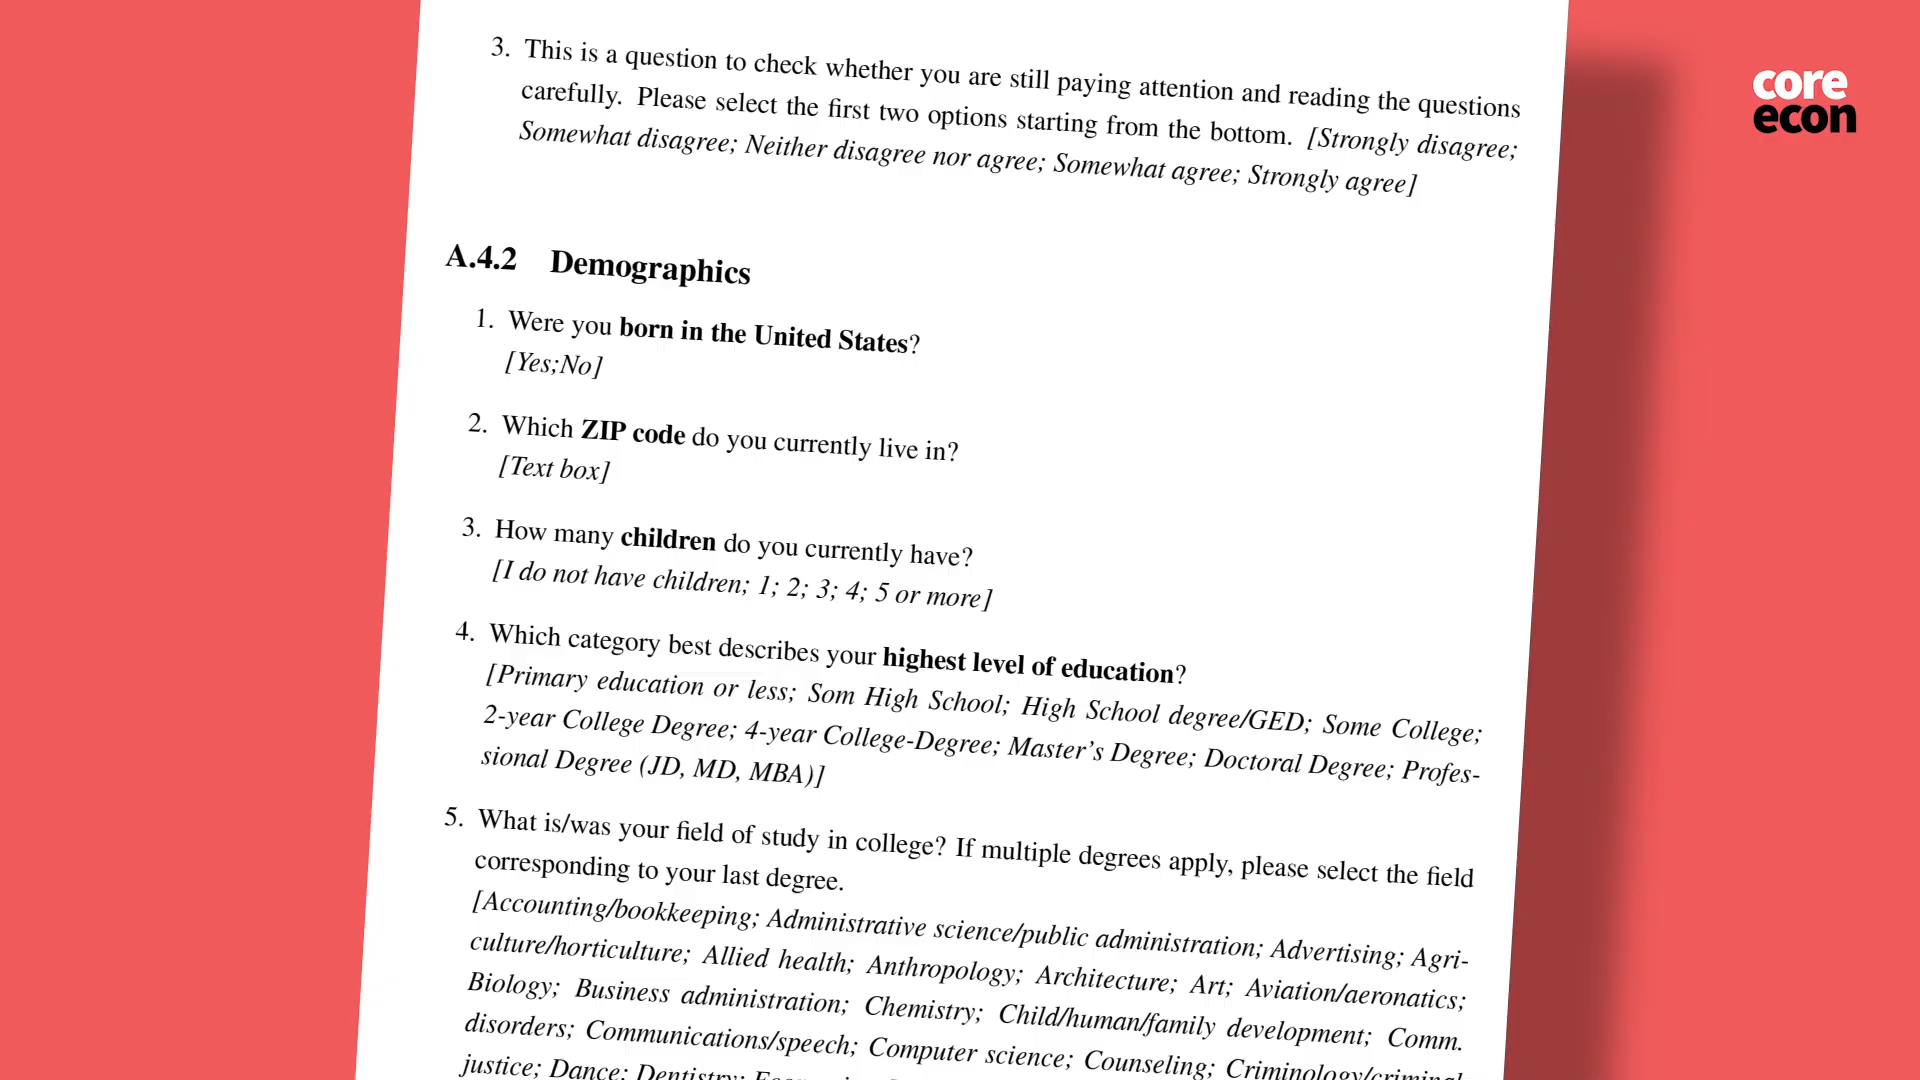 3. This is a question to check whether you are still paying attention and reading the questions
carefully. Please select the first two options starting from the bottom. [Strongly disagree;
Somewhat disagree; Neither disagree nor agree; Somewhat agree; Strongly agree]
core
econ
A.4.2 Demographics
1. Were you born in the United States?
[Yes;No]
2. Which ZIP code do you currently live in?
[Text box]
3. How many children do you currently have?
[I do not have children; 1; 2; 3; 4; 5 or more]
4. Which category best describes your highest level of education?
[Primary education or less; Som High School; High School degree/GED; Some College;
2-year College Degree; 4-year College-Degree; Master's Degree; Doctoral Degree; Profes-
sional Degree (JD, MD, MBA)]
5. What is/was your field of study in college? If multiple degrees apply, please select the field
corresponding to your last degree.
[Accounting/bookkeeping; Administrative science/public administration; Advertising; Agri-
culture/horticulture; Allied health; Anthropology; Architecture; Art; Aviation/aeronatics;
Biology; Business administration; Chemistry; Child/human/family development; Comm.
disorders; Communications/speech; Computer science; Counseling; Criminology/criminal
justice; Dance; Dentistry;